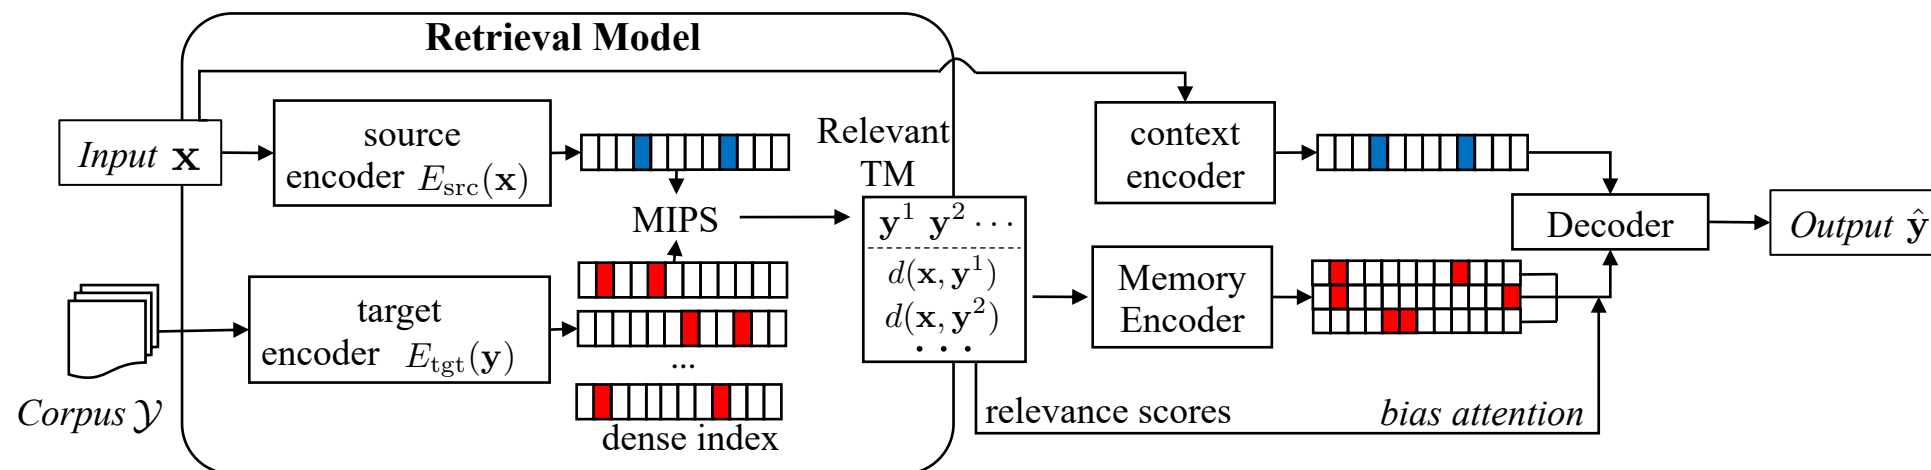 Retrieval Model
Input x
source
encoder E_src(x)
MIPS
Relevant
TM
y^1 y^2 · · ·
d(x, y^1)
d(x, y^2)
· · ·
context
encoder
Decoder
Output ŷ
Memory
Encoder
target
encoder E_tgt(y)
...
dense index
Corpus 𝒴
relevance scores
bias attention